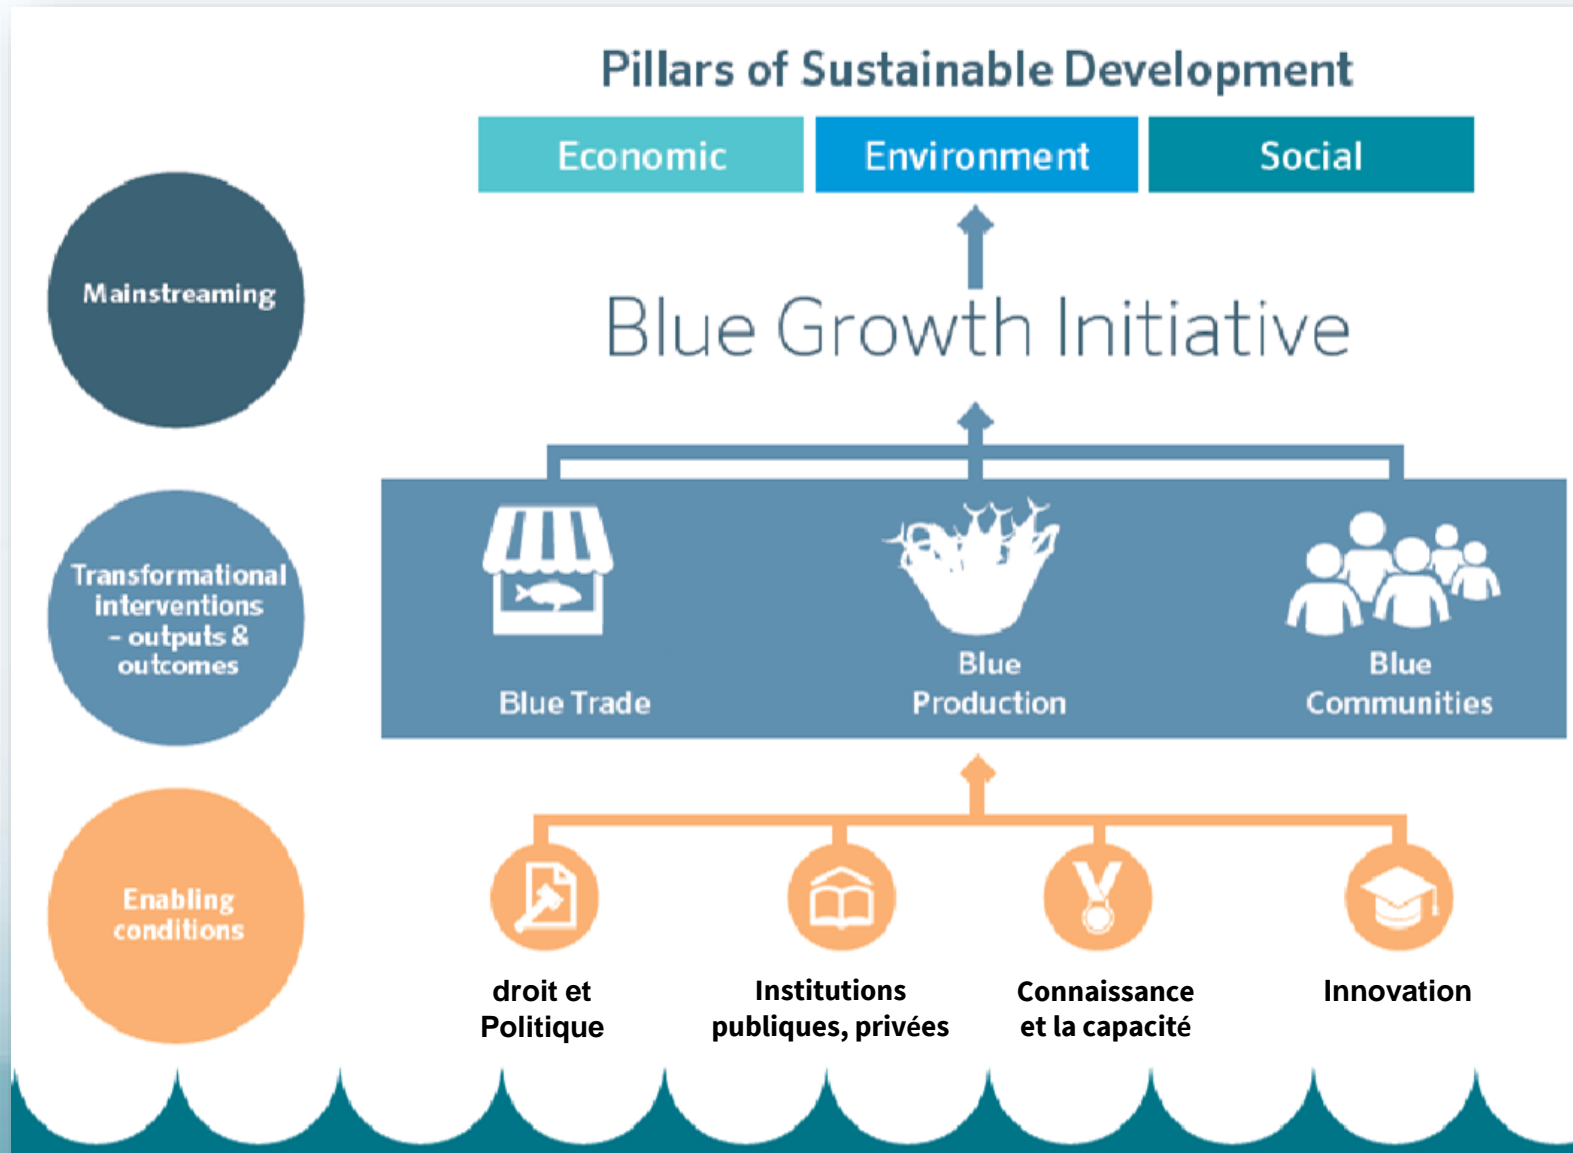 Pillars of Sustainable Development
Economic
Environment
Social
Mainstreaming
Blue Growth Initiative
Transformational
interventions
– outputs &
outcomes
Blue Trade
Blue
Production
Blue
Communities
Enabling
conditions
droit et
Politique
Institutions
publiques, privées
Connaissance
et la capacité
Innovation